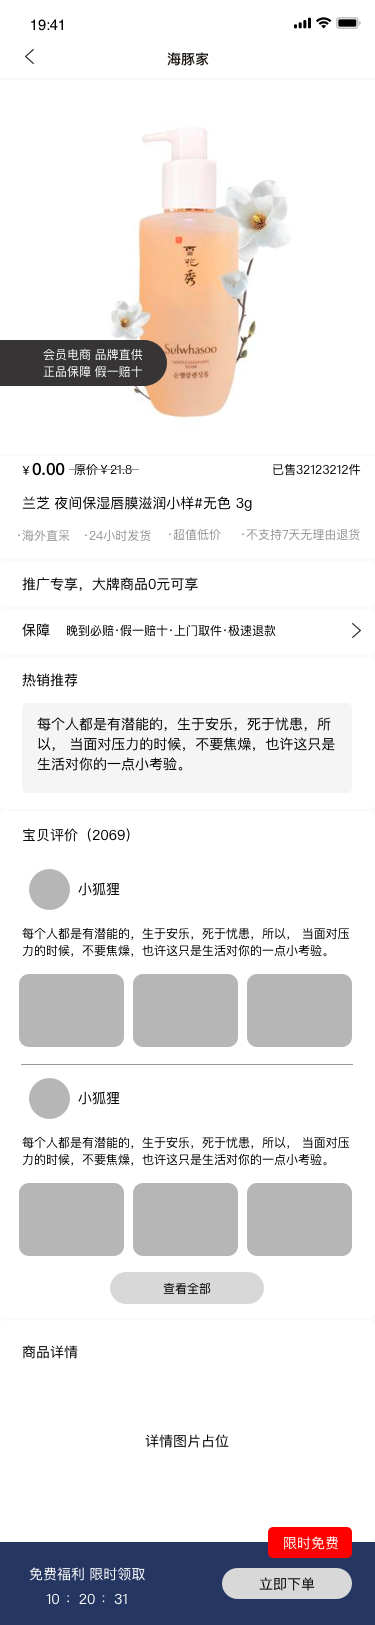 19:41
海豚家
雪花秀
Sulwhasoo
会员电商 品牌直供
正品保障 假一赔十
¥ 0.00 原价￥21.8
已售32123212件
兰芝 夜间保湿唇膜滋润小样#无色 3g
·海外直采 ·24小时发货 ·超值低价 ·不支持7天无理由退货
推广专享，大牌商品0元可享
保障 晚到必赔·假一赔十·上门取件·极速退款
热销推荐
每个人都是有潜能的，生于安乐，死于忧患，所
以， 当面对压力的时候，不要焦燥，也许这只是
生活对你的一点小考验。
宝贝评价（2069）
小狐狸
每个人都是有潜能的，生于安乐，死于忧患，所以， 当面对压
力的时候，不要焦燥，也许这只是生活对你的一点小考验。
小狐狸
每个人都是有潜能的，生于安乐，死于忧患，所以， 当面对压
力的时候，不要焦燥，也许这只是生活对你的一点小考验。
查看全部
商品详情
详情图片占位
限时免费
免费福利 限时领取
10 ： 20 ： 31
立即下单